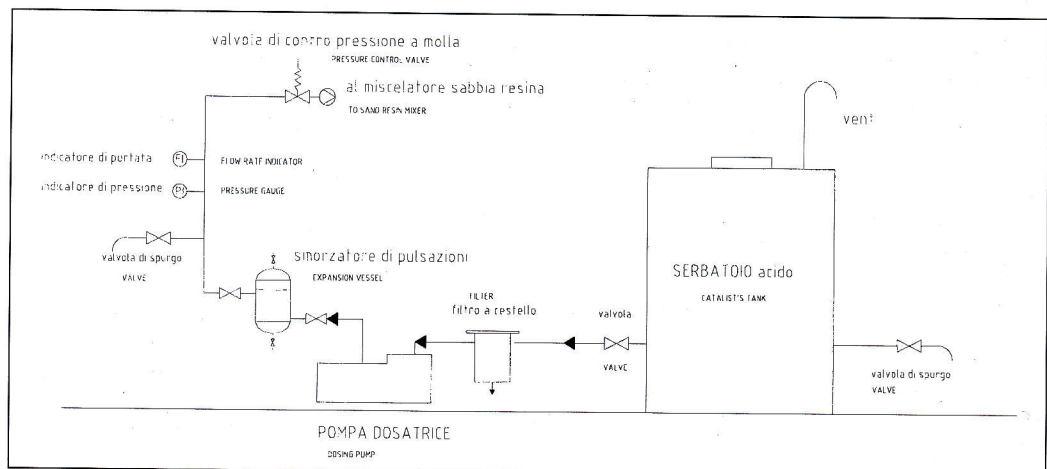 valvola di contro pressione a molla
PRESSURE CONTROL VALVE
al miscelatore sabbia resina
TO SAND RESIN MIXER
vent
indicatore di portata
FI
FLOW RATE INDICATOR
indicatore di pressione
PI
PRESSURE GAUGE
valvola di spurgo
VALVE
smorzatore di pulsazioni
EXPANSION VESSEL
SERBATOIO acido
CATALIST'S TANK
FILTER
filtro a cestello
valvola
VALVE
valvola di spurgo
VALVE
POMPA DOSATRICE
DOSING PUMP